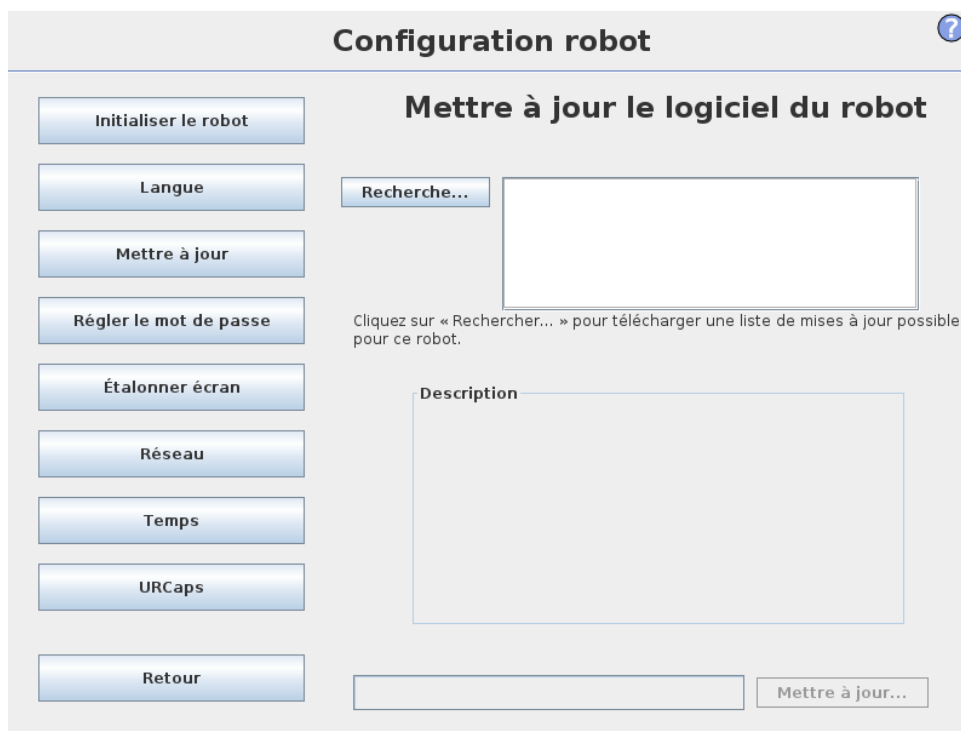 Configuration robot
?
Initialiser le robot
Langue
Mettre à jour
Régler le mot de passe
Étalonner écran
Réseau
Temps
URCaps
Retour
Mettre à jour le logiciel du robot
Recherche...
Cliquez sur « Rechercher... » pour télécharger une liste de mises à jour possible
pour ce robot.
Description
Mettre à jour...